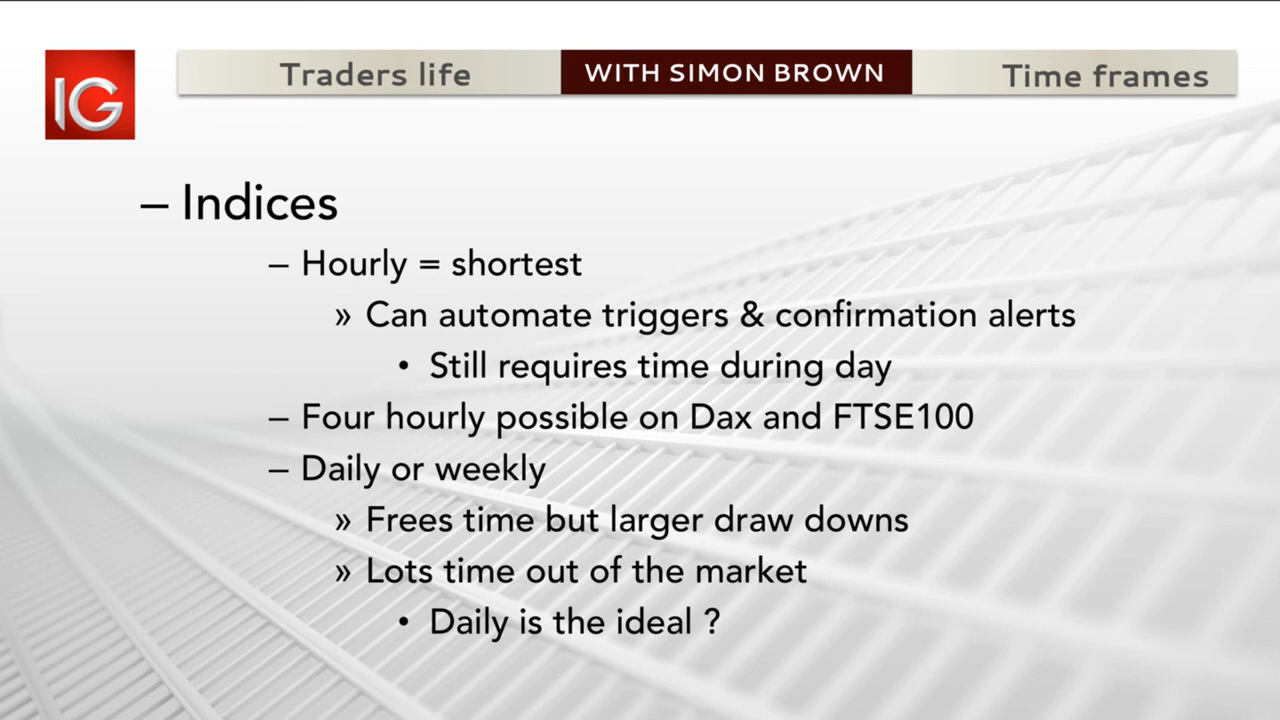 IG
Traders life
WITH SIMON BROWN
Time frames
– Indices
– Hourly = shortest
» Can automate triggers & confirmation alerts
• Still requires time during day
– Four hourly possible on Dax and FTSE100
– Daily or weekly
» Frees time but larger draw downs
» Lots time out of the market
• Daily is the ideal ?